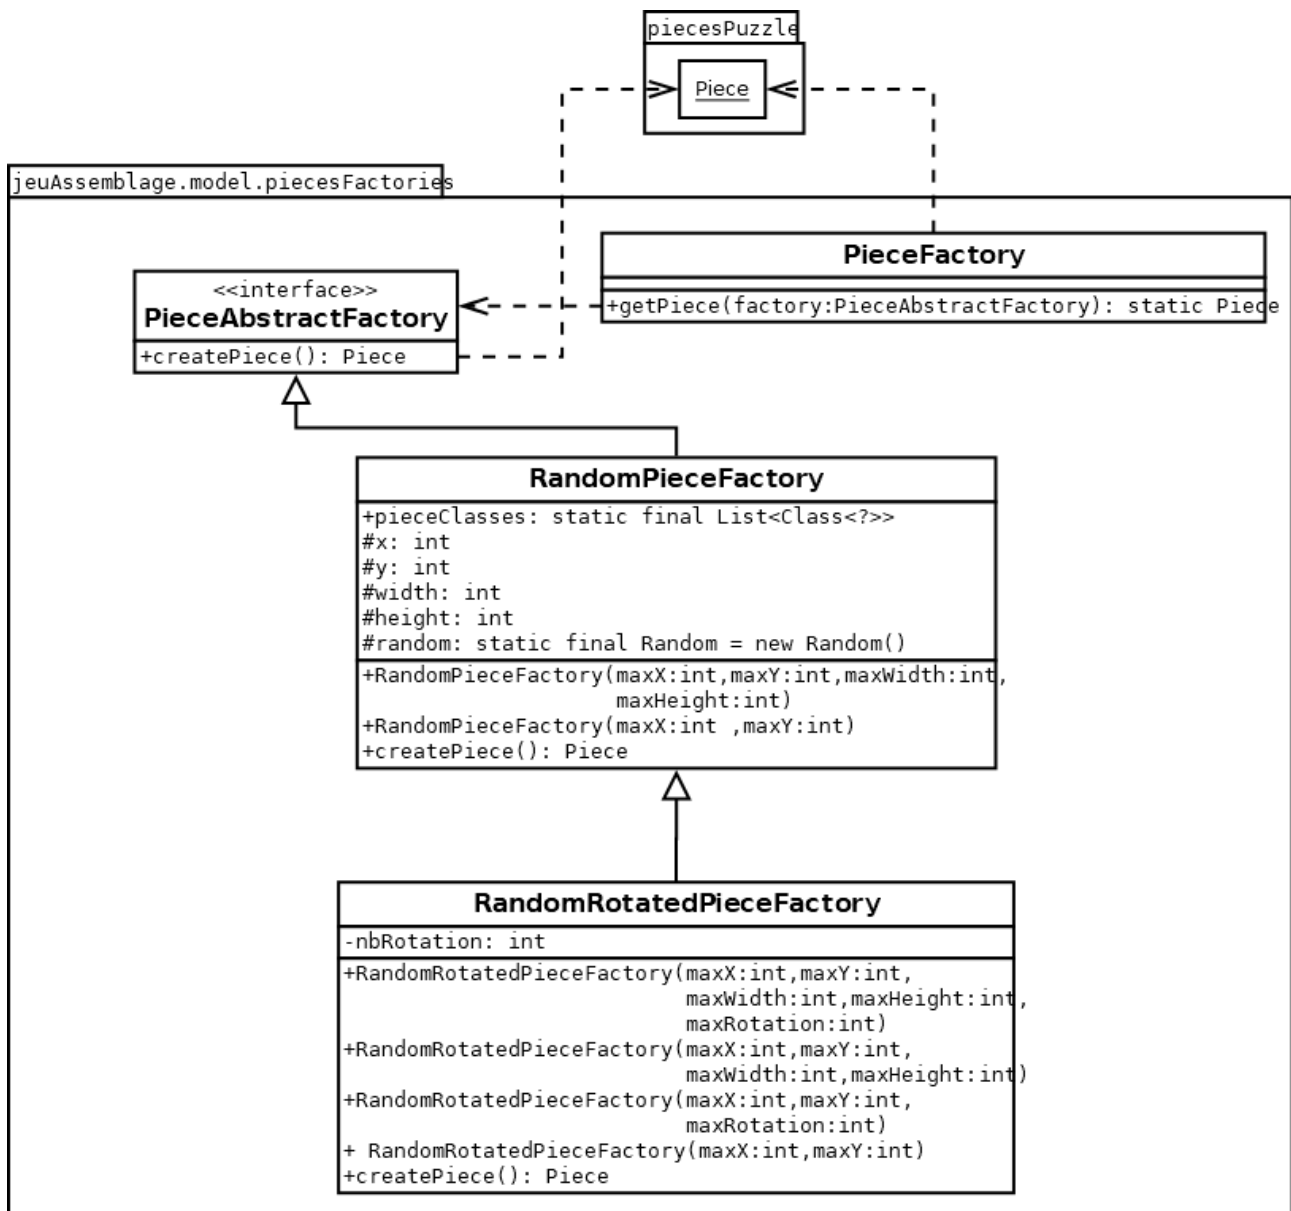 piecesPuzzle
Piece
jeuAssemblage.model.piecesFactories
PieceFactory
+getPiece(factory:PieceAbstractFactory): static Piece
<<interface>>
PieceAbstractFactory
+createPiece(): Piece
RandomPieceFactory
+pieceClasses: static final List<Class<?>>
#x: int
#y: int
#width: int
#height: int
#random: static final Random = new Random()
+RandomPieceFactory(maxX:int,maxY:int,maxWidth:int,
maxHeight:int)
+RandomPieceFactory(maxX:int ,maxY:int)
+createPiece(): Piece
RandomRotatedPieceFactory
-nbRotation: int
+RandomRotatedPieceFactory(maxX:int,maxY:int,
maxWidth:int,maxHeight:int,
maxRotation:int)
+RandomRotatedPieceFactory(maxX:int,maxY:int,
maxWidth:int,maxHeight:int)
+RandomRotatedPieceFactory(maxX:int,maxY:int,
maxRotation:int)
+ RandomRotatedPieceFactory(maxX:int,maxY:int)
+createPiece(): Piece